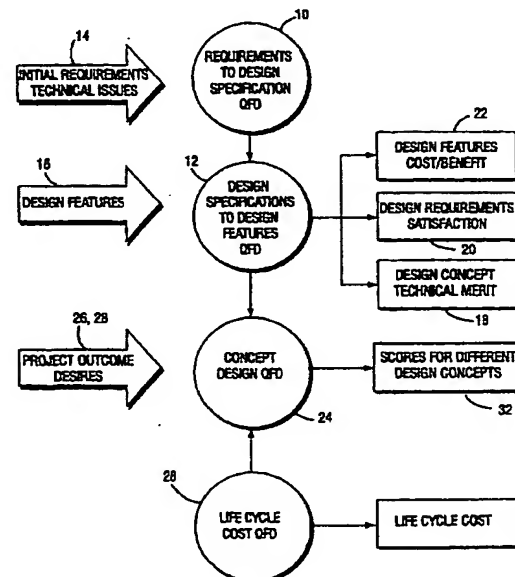 10
14
INITIAL REQUIREMENTS
TECHNICAL ISSUES
REQUIREMENTS
TO DESIGN
SPECIFICATION
QFD
22
DESIGN FEATURES
COST/BENEFIT
16
DESIGN FEATURES
12
DESIGN
SPECIFICATIONS
TO DESIGN
FEATURES
QFD
DESIGN REQUIREMENTS
SATISFACTION
20
DESIGN CONCEPT
TECHNICAL MERIT
18
26, 28
PROJECT OUTCOME
DESIRES
CONCEPT
DESIGN QFD
24
SCORES FOR DIFFERENT
DESIGN CONCEPTS
32
28
LIFE CYCLE
COST QFD
LIFE CYCLE COST